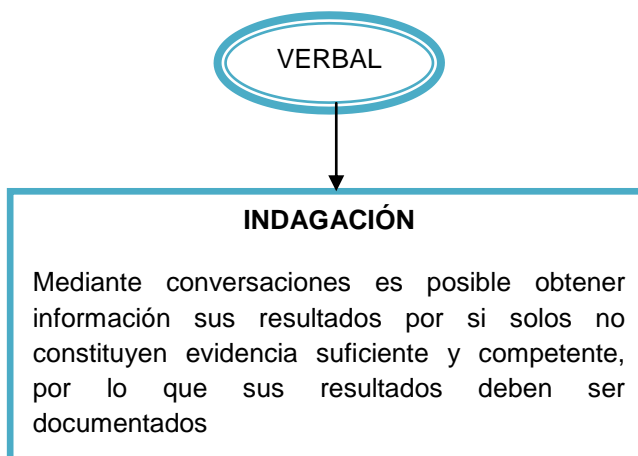 VERBAL
INDAGACIÓN
Mediante conversaciones es posible obtener
información sus resultados por si solos no
constituyen evidencia suficiente y competente,
por lo que sus resultados deben ser
documentados